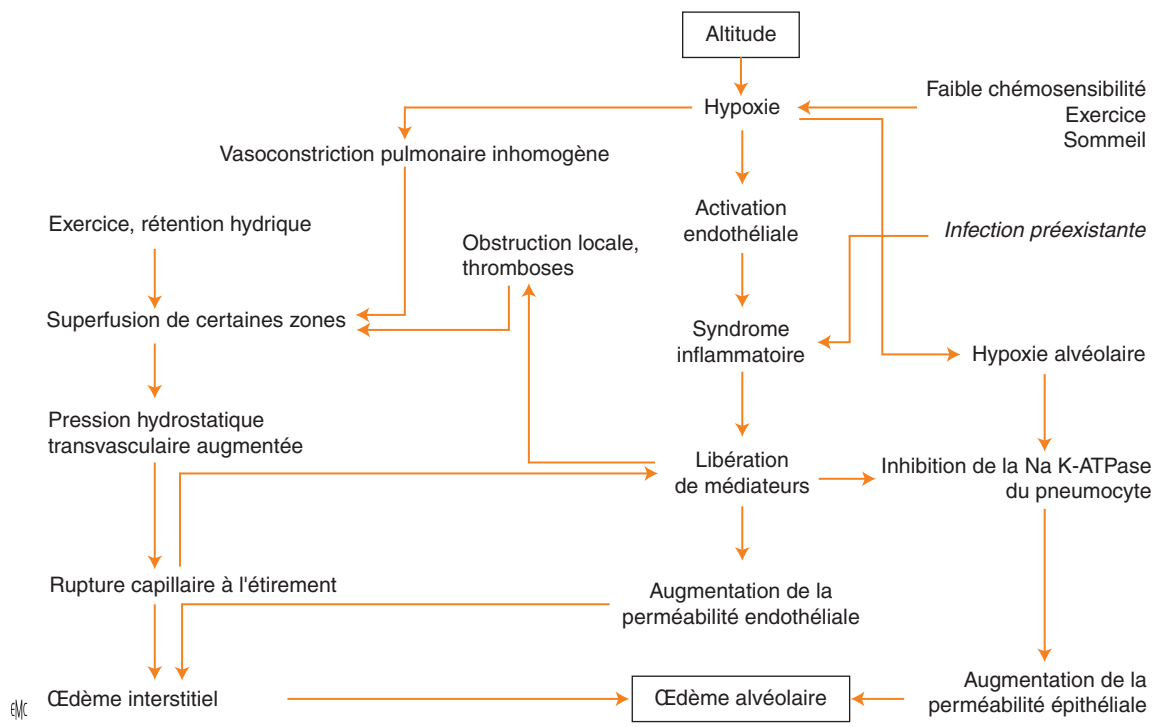 Altitude
Faible chémosensibilité
Exercice
Sommeil
Hypoxie
Vasoconstriction pulmonaire inhomogène
Exercice, rétention hydrique
Activation
endothéliale
Infection préexistante
Obstruction locale,
thromboses
Superfusion de certaines zones
Syndrome
inflammatoire
Hypoxie alvéolaire
Pression hydrostatique
transvasculaire augmentée
Libération
de médiateurs
Inhibition de la Na K-ATPase
du pneumocyte
Rupture capillaire à l'étirement
Augmentation de la
perméabilité endothéliale
Œdème interstitiel
Œdème alvéolaire
Augmentation de la
perméabilité épithéliale
EMC